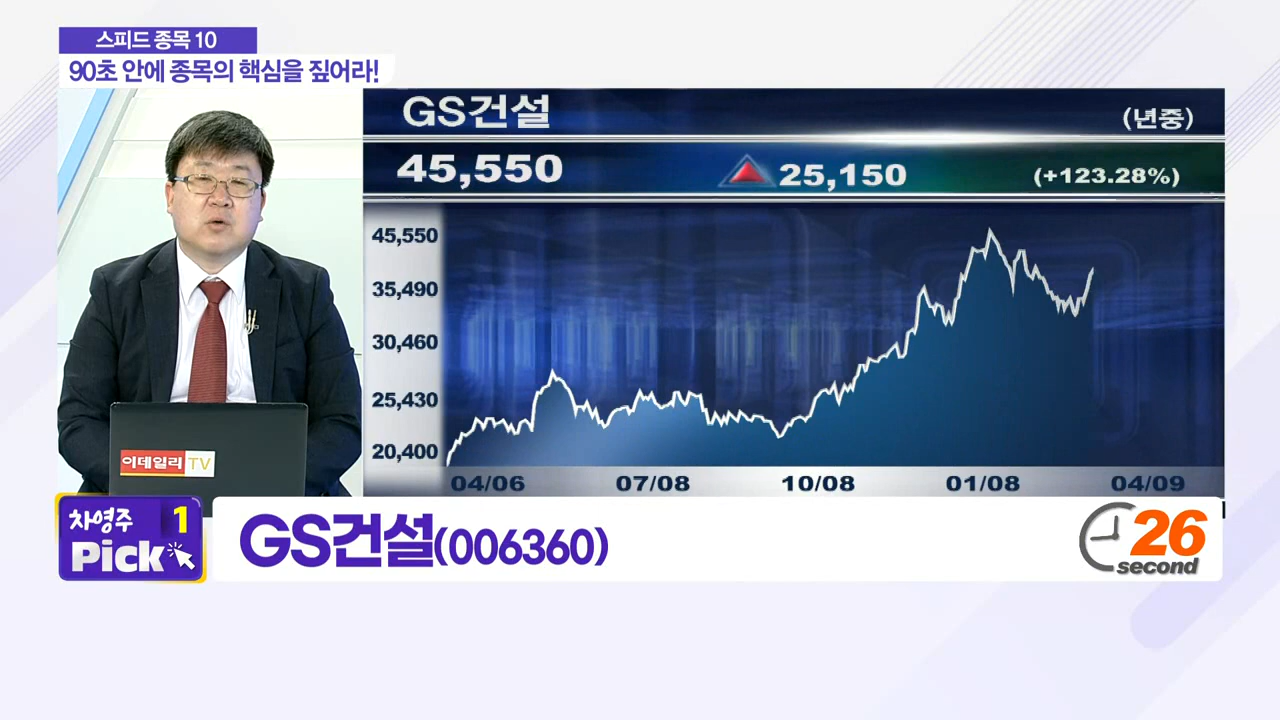 스피드 종목 10
90초 안에 종목의 핵심을 짚어라!
GS건설
(년중)
45,550
25,150
(+123.28%)
45,550
35,490
30,460
25,430
20,400
04/06
07/08
10/08
01/08
04/09
이데일리 TV
차영주 1
Pick
GS건설(006360)
26
second